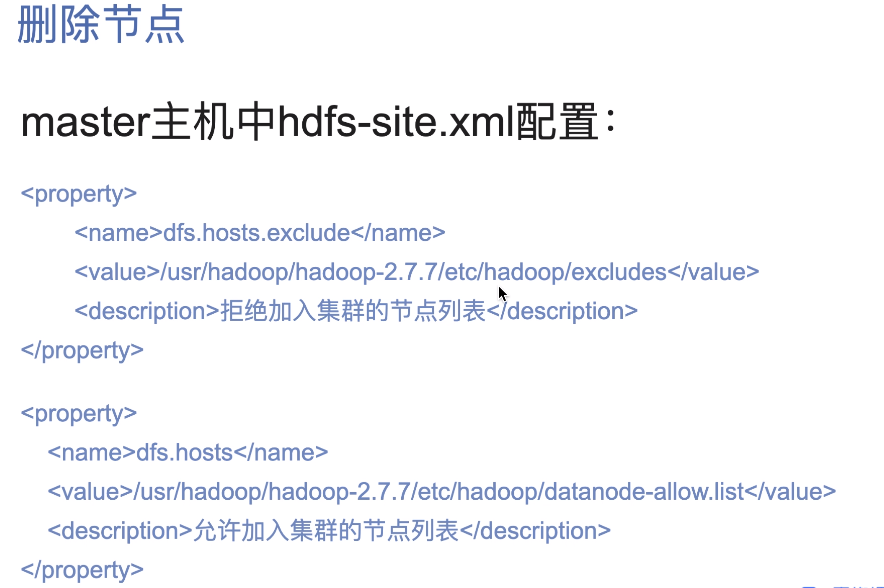 删除节点
master主机中hdfs-site.xml配置：
<property>
<name>dfs.hosts.exclude</name>
<value>/usr/hadoop/hadoop-2.7.7/etc/hadoop/excludes</value>
<description>拒绝加入集群的节点列表</description>
</property>
<property>
<name>dfs.hosts</name>
<value>/usr/hadoop/hadoop-2.7.7/etc/hadoop/datanode-allow.list</value>
<description>允许加入集群的节点列表</description>
</property>